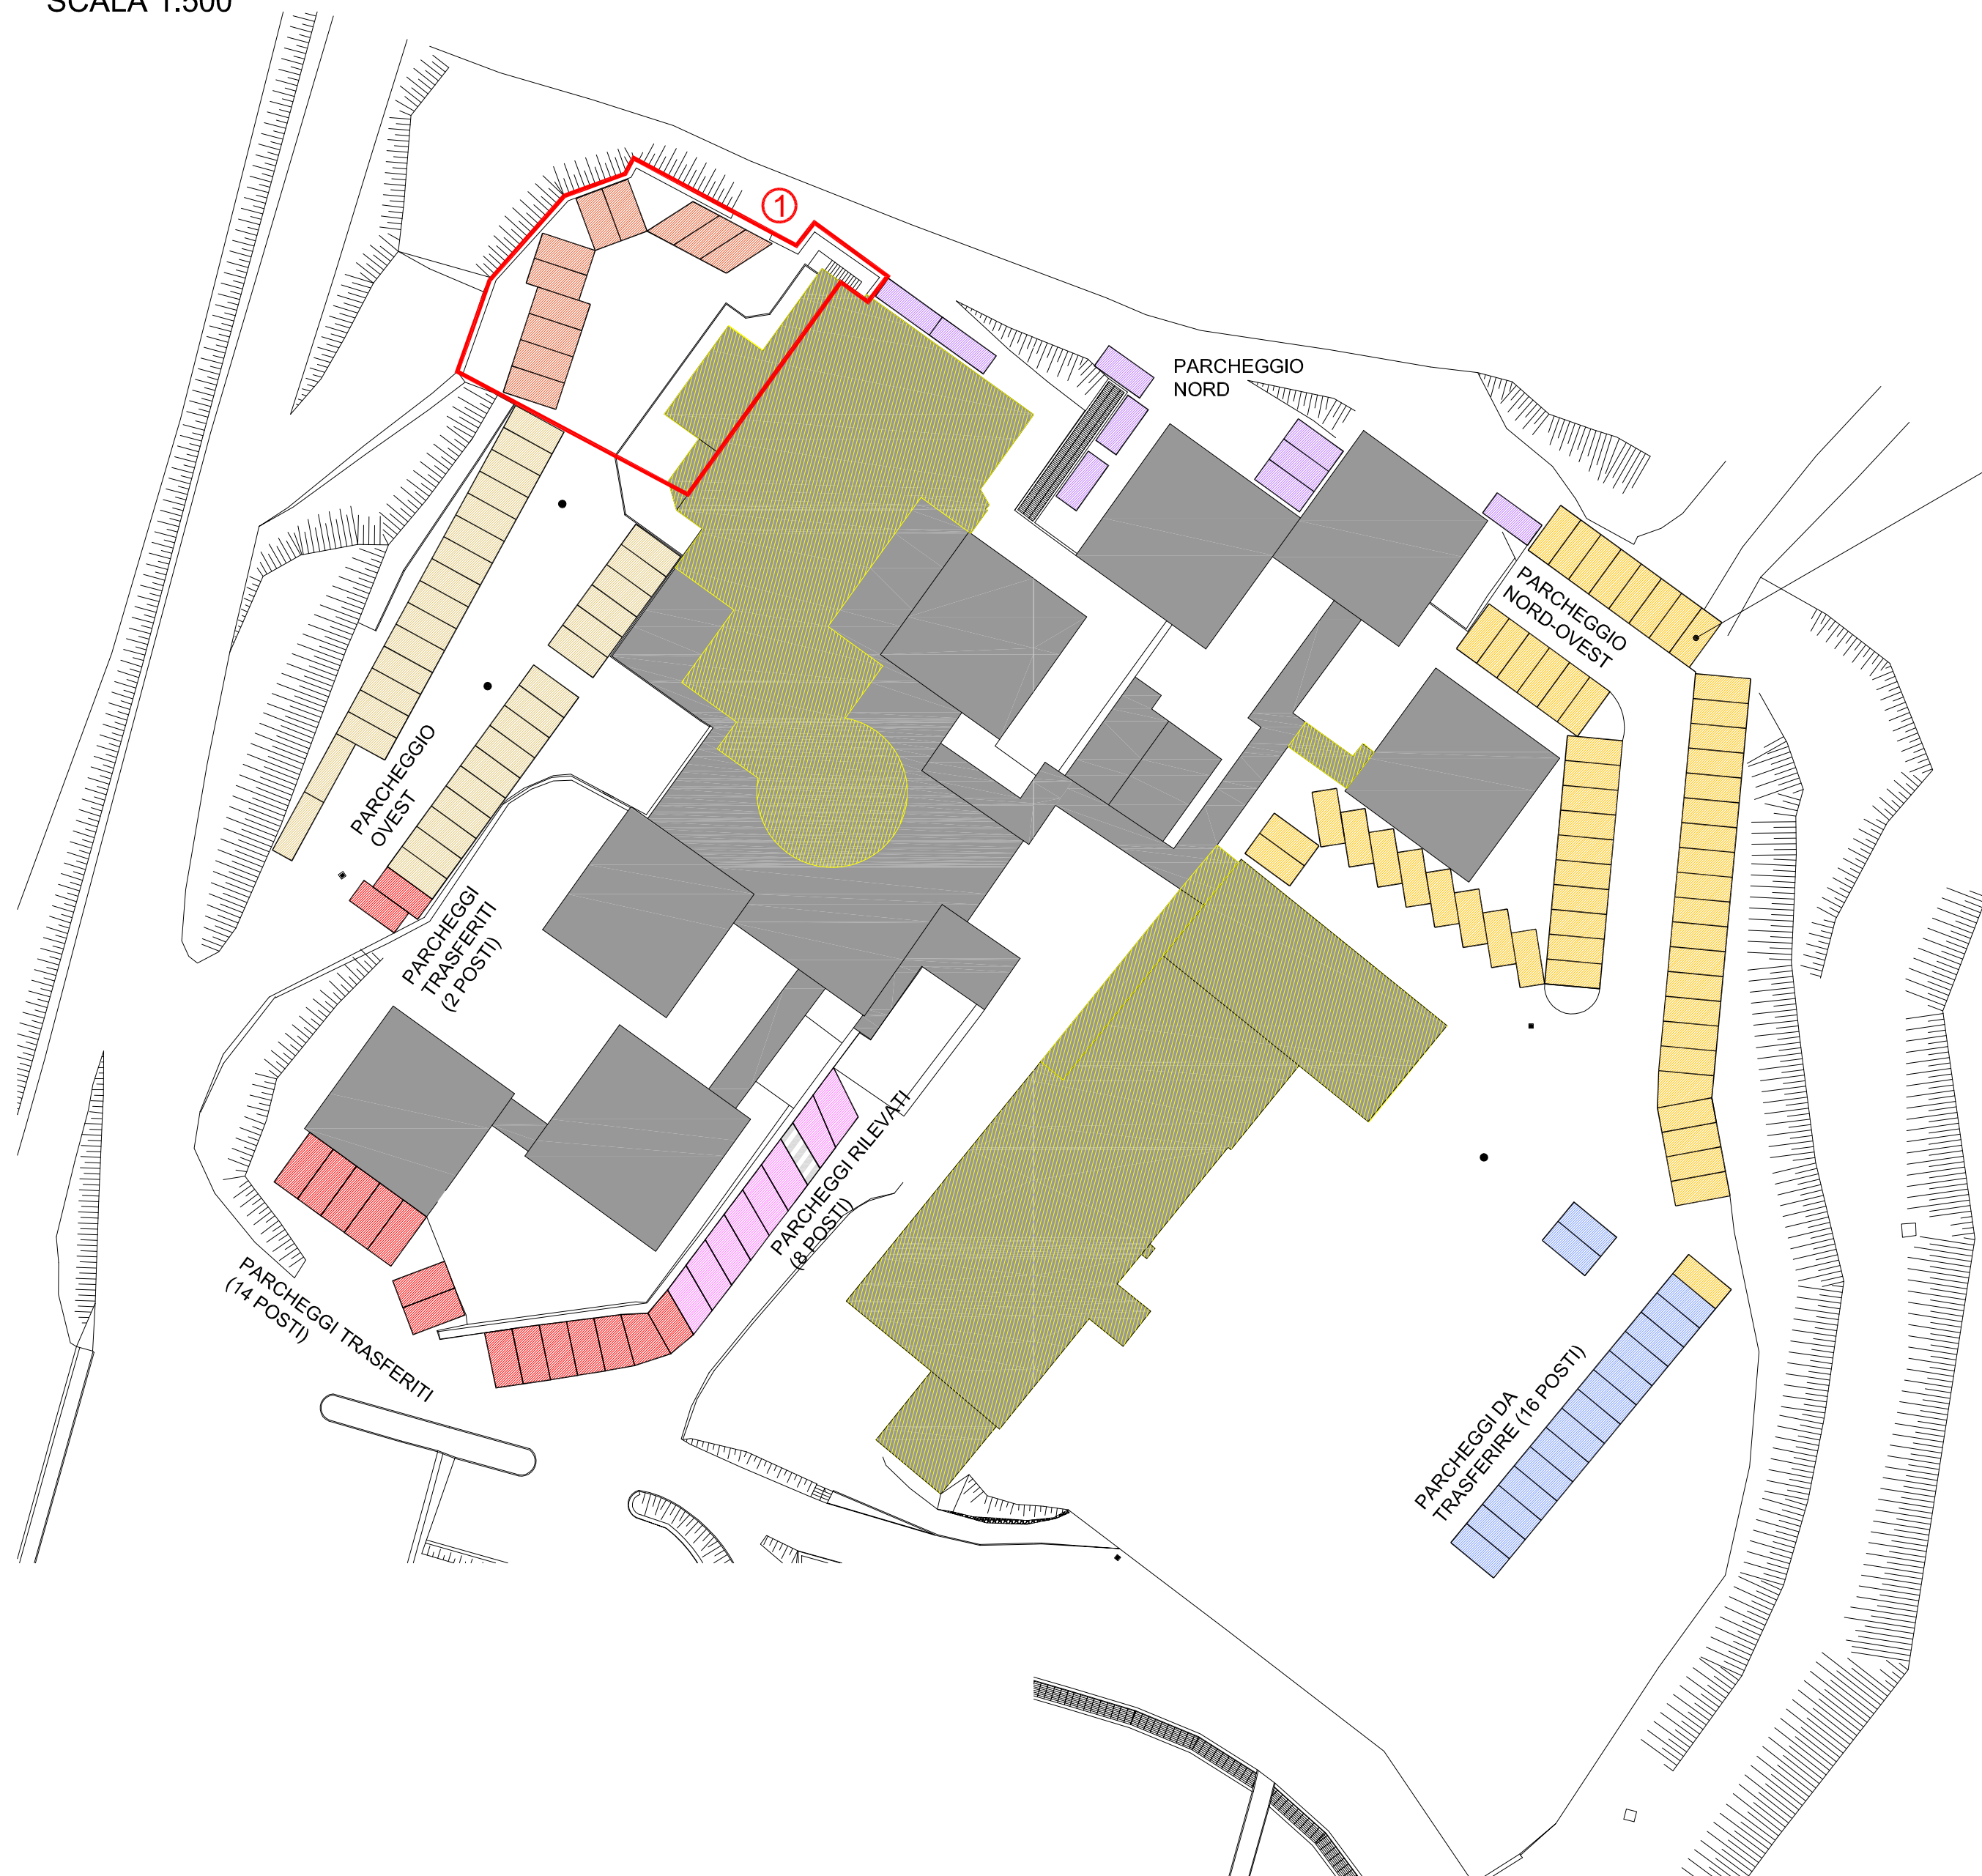 SCALA 1:500
1
PARCHEGGIO
NORD
PARCHEGGIO
NORD-OVEST
PARCHEGGIO
OVEST
PARCHEGGI
TRASFERITI
(2 POSTI)
PARCHEGGI RILEVATI
(8 POSTI)
PARCHEGGI TRASFERITI
(14 POSTI)
PARCHEGGI DA
TRASFERIRE (16 POSTI)